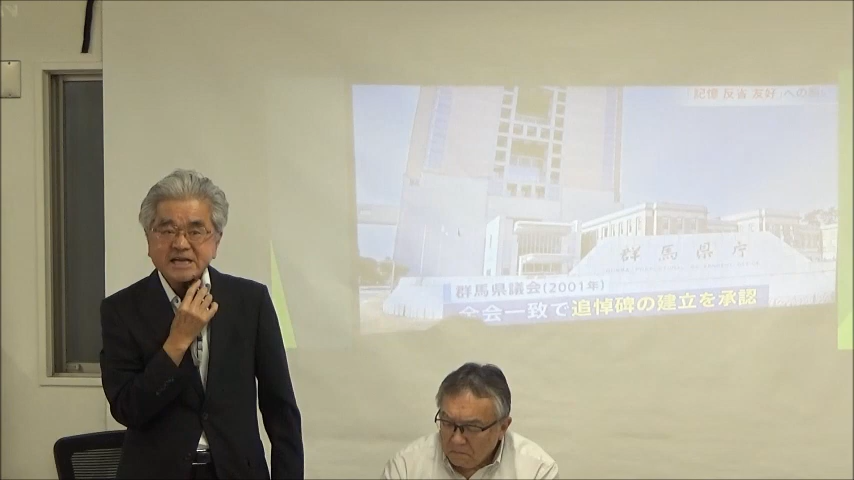 「記憶 反省 友好」への
群馬県庁
群馬県議会(2001年)
全会一致で追悼碑の建立を承認